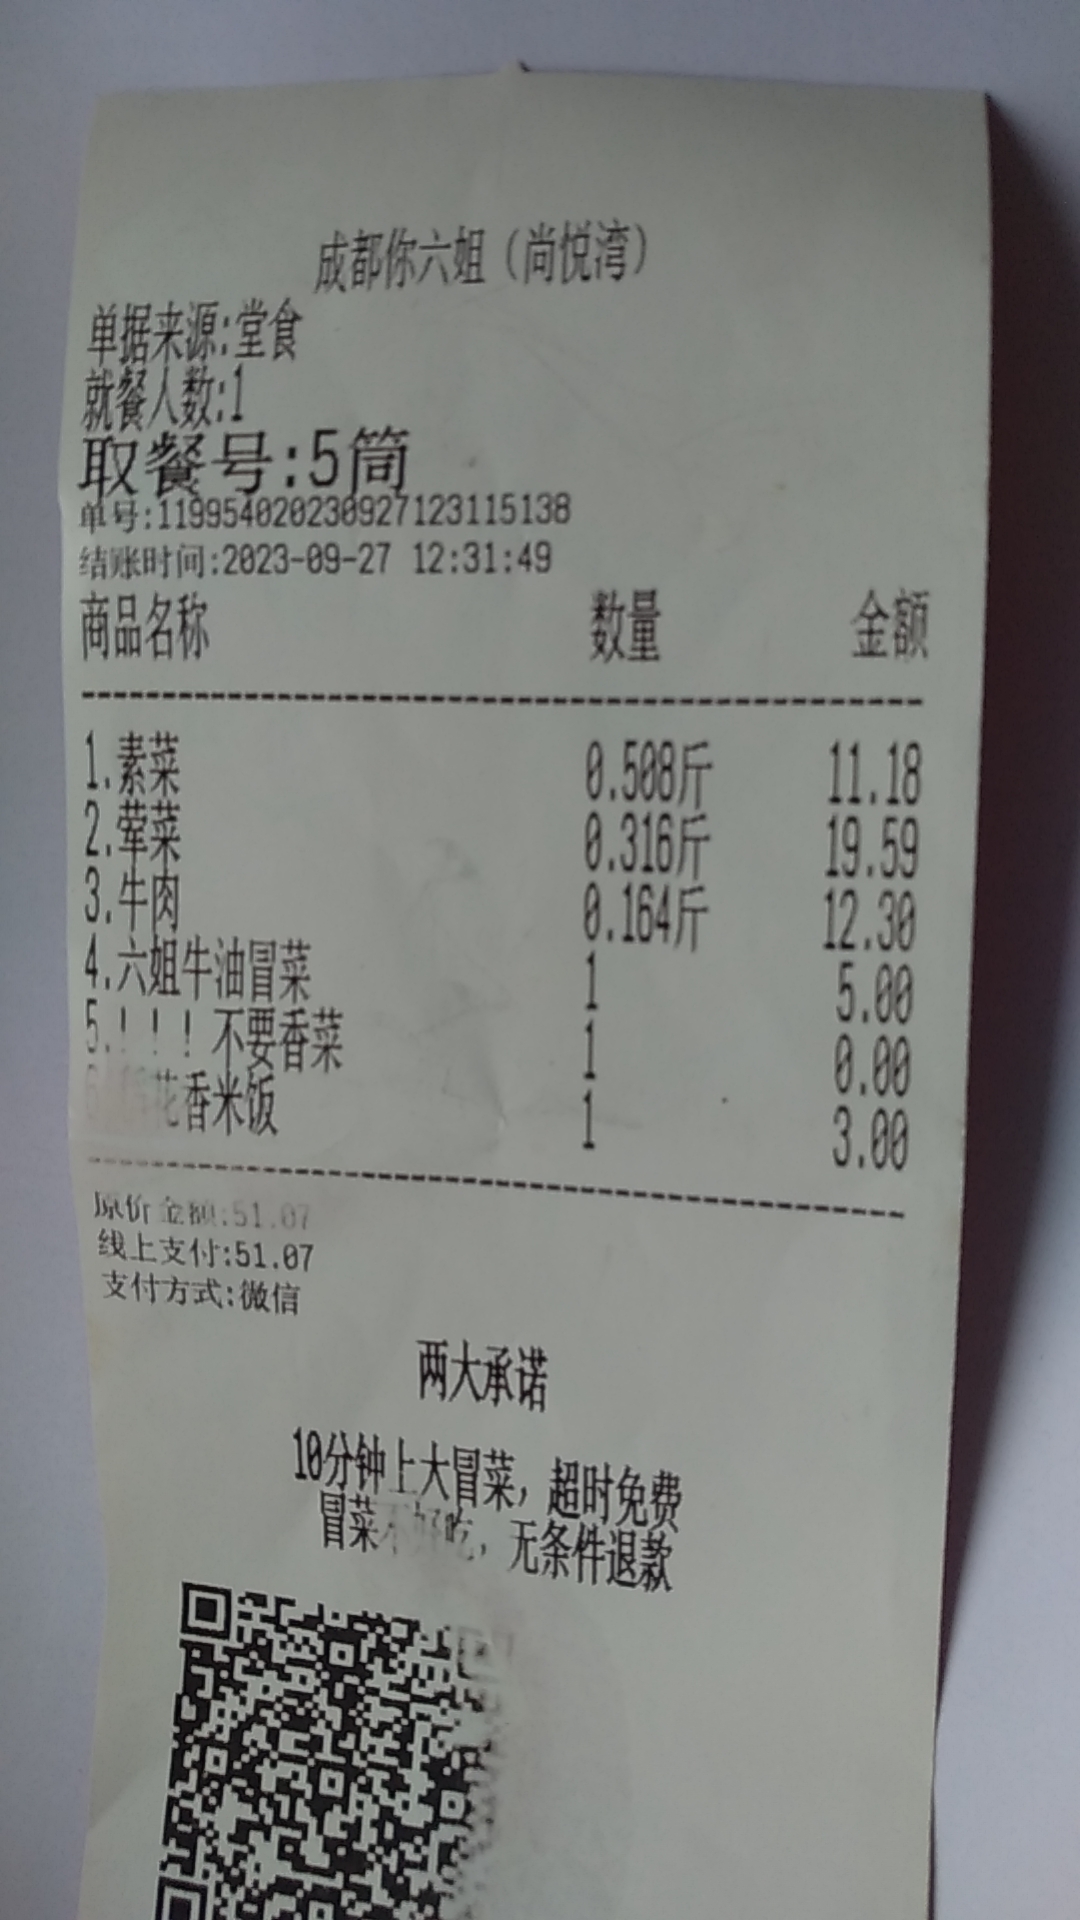 成都你六姐（尚悦湾）
单据来源:堂食
就餐人数:1
取餐号:5筒
单号:119954020230927123115138
结账时间:2023-09-27 12:31:49
商品名称 数量 金额
1.素菜 0.508斤 11.18
2.荤菜 0.316斤 19.59
3.牛肉 0.164斤 12.30
4.六姐牛油冒菜 1 5.00
5.！！！不要香菜 1 0.00
6.花香米饭 1 3.00
原价金额:51.07
线上支付:51.07
支付方式:微信
两大承诺
10分钟上大冒菜，超时免费
冒菜不好吃，无条件退款